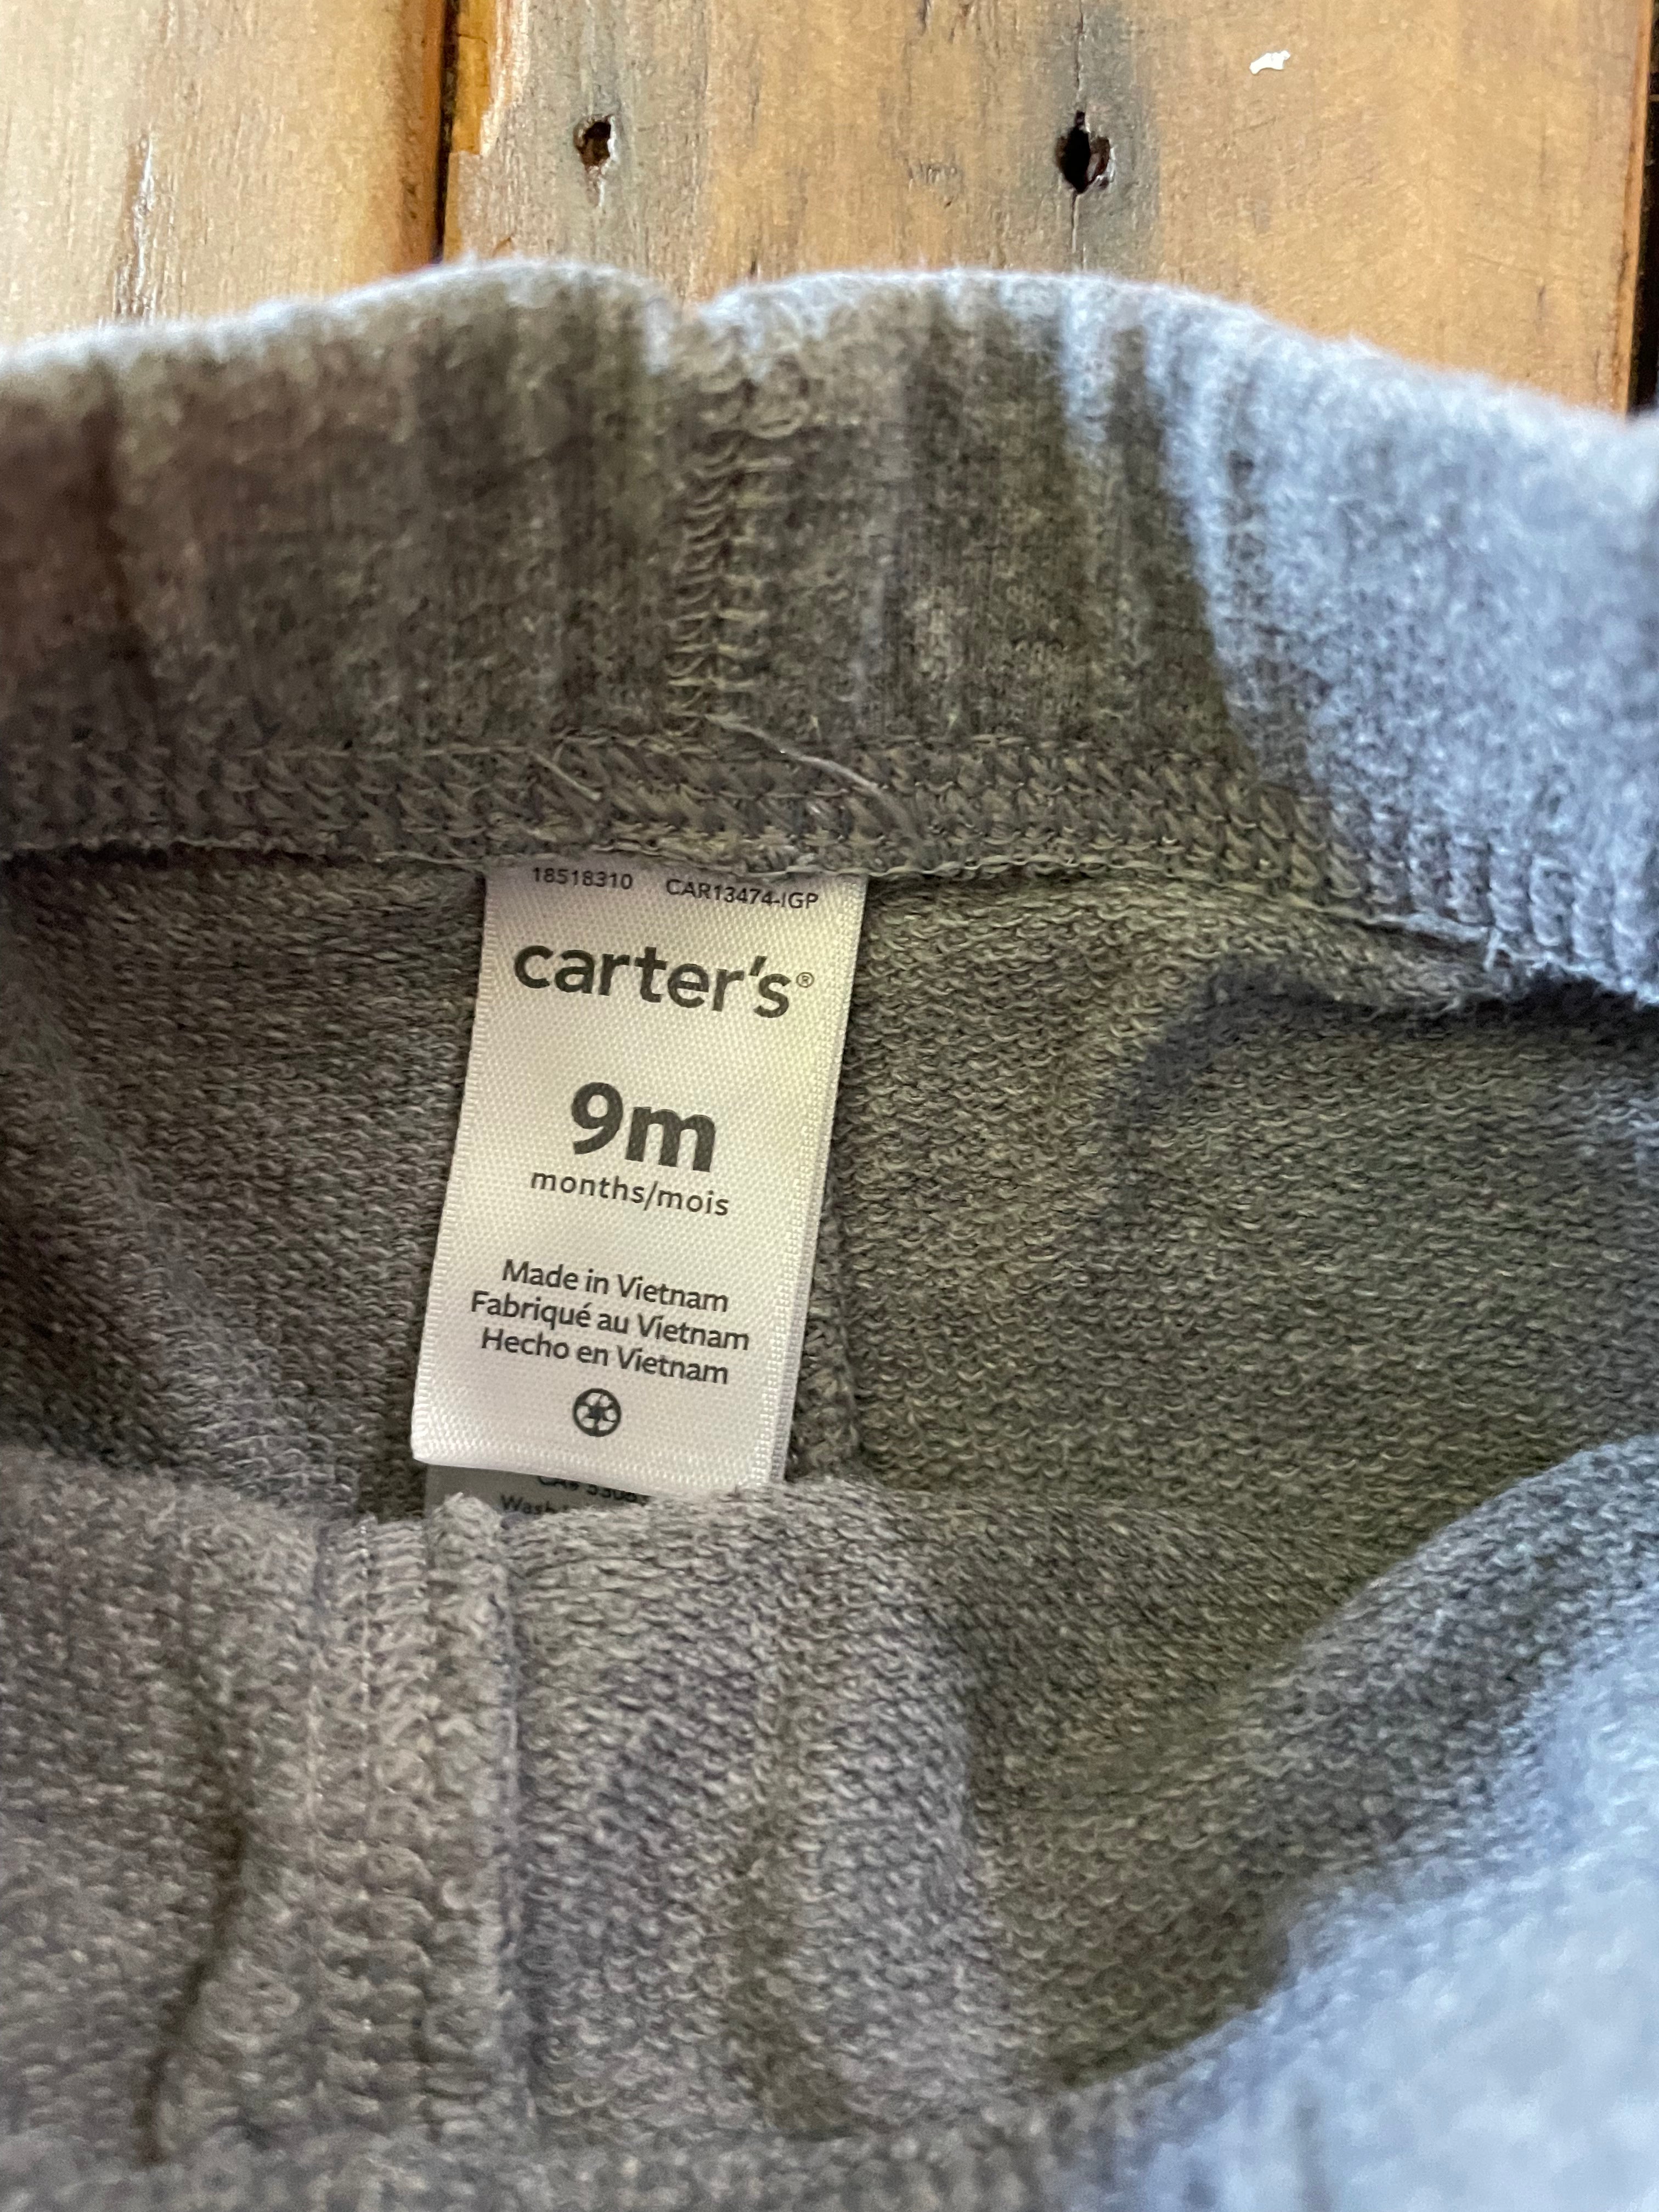 18518310 CAR13474-IGP
carter's®
9m
months/mois
Made in Vietnam
Fabriqué au Vietnam
Hecho en Vietnam